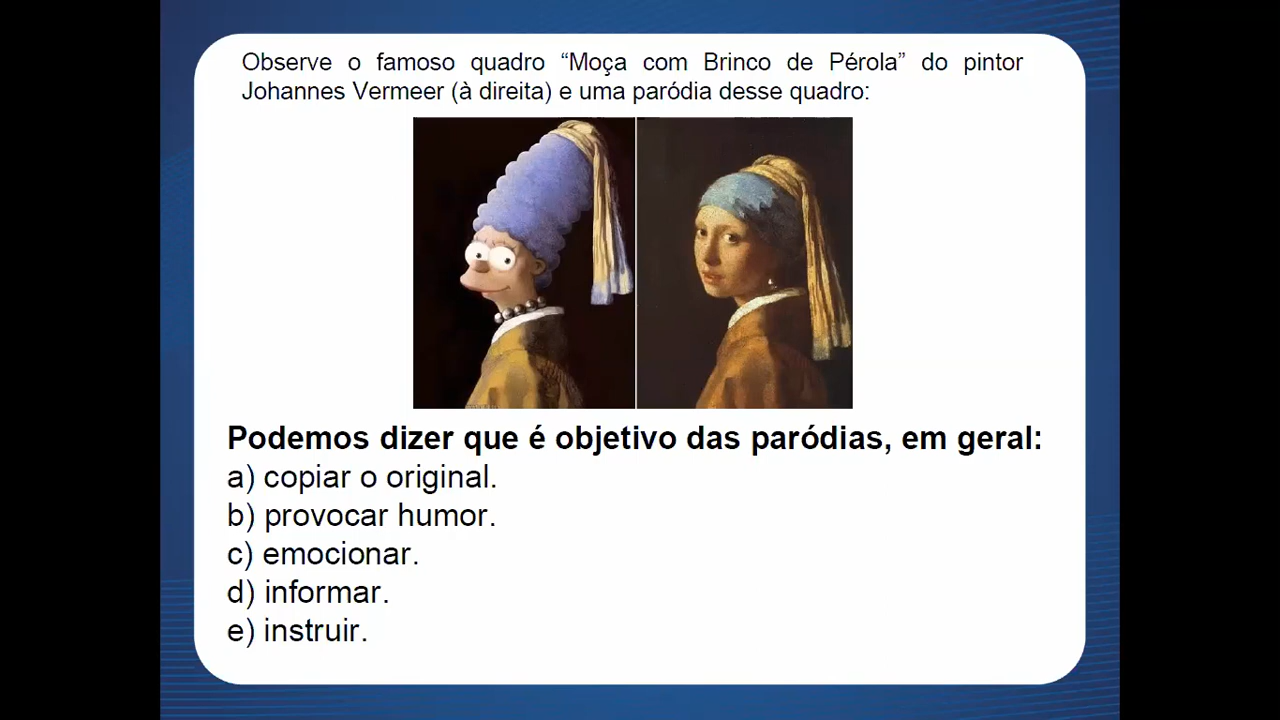 Observe o famoso quadro “Moça com Brinco de Pérola” do pintor
Johannes Vermeer (à direita) e uma paródia desse quadro:
Podemos dizer que é objetivo das paródias, em geral:
a) copiar o original.
b) provocar humor.
c) emocionar.
d) informar.
e) instruir.